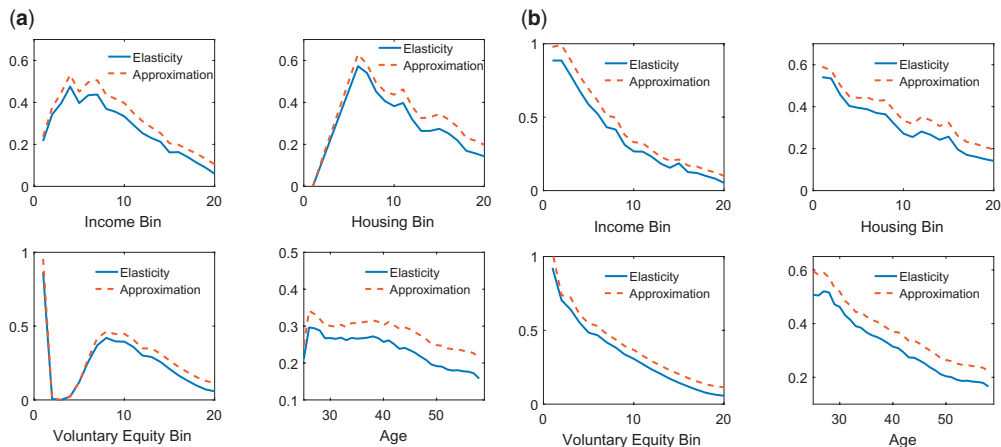 (a)
(b)
0.6
0.4
0.2
0
0
10
20
Elasticity
Approximation
Income Bin
0.6
0.4
0.2
0
0
10
20
Elasticity
Approximation
Housing Bin
1
0.5
0
0
10
20
Elasticity
Approximation
Income Bin
0.6
0.4
0.2
0
0
10
20
Elasticity
Approximation
Housing Bin
1
0.5
0
0
10
20
Elasticity
Approximation
Voluntary Equity Bin
0.5
0.4
0.3
0.2
0.1
30
40
50
Elasticity
Approximation
Age
1
0.5
0
0
10
20
Elasticity
Approximation
Voluntary Equity Bin
0.6
0.4
0.2
30
40
50
Elasticity
Approximation
Age